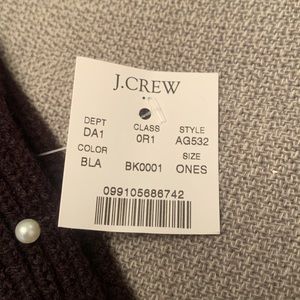 J.CREW
DEPT CLASS STYLE
DA1 0R1 AG532
COLOR SIZE
BLA BK0001 ONES
099105686742